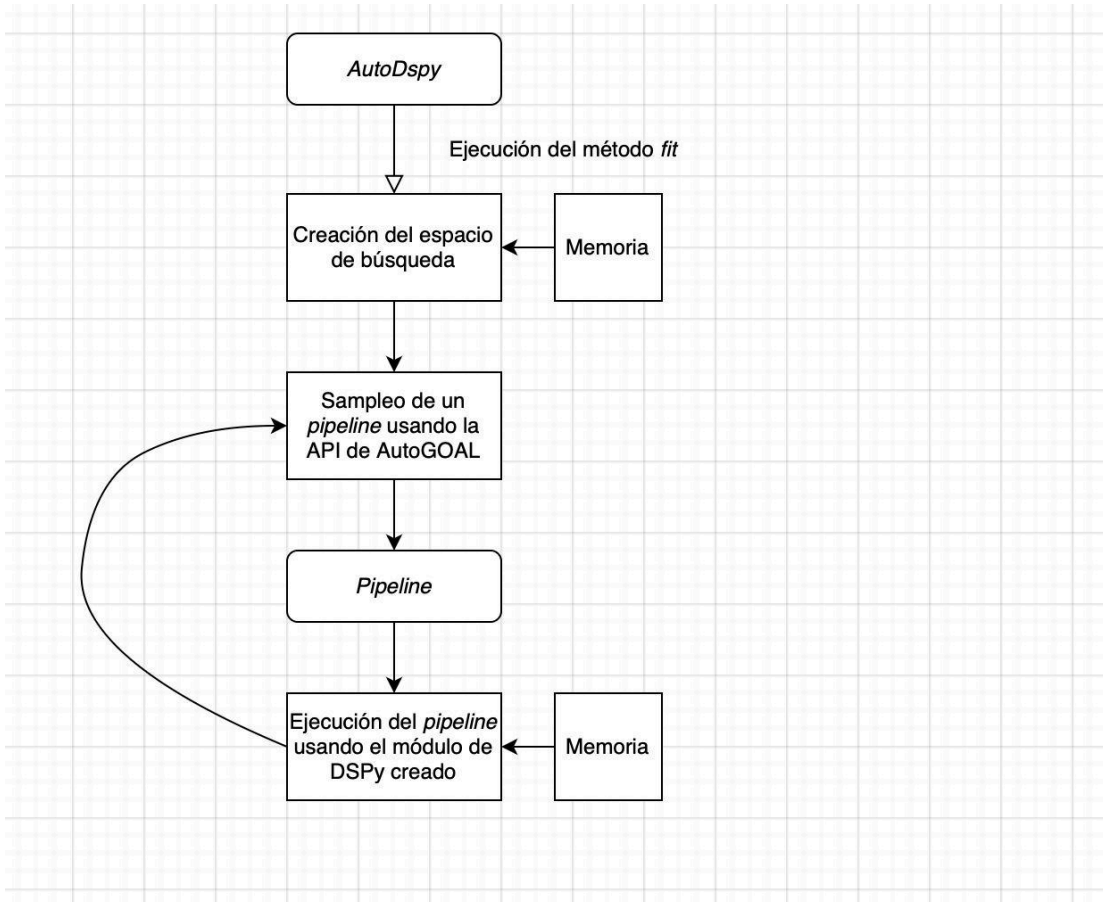 AutoDspy
Ejecución del método fit
Creación del espacio
de búsqueda
Memoria
Sampleo de un
pipeline usando la
API de AutoGOAL
Pipeline
Ejecución del pipeline
usando el módulo de
DSPy creado
Memoria